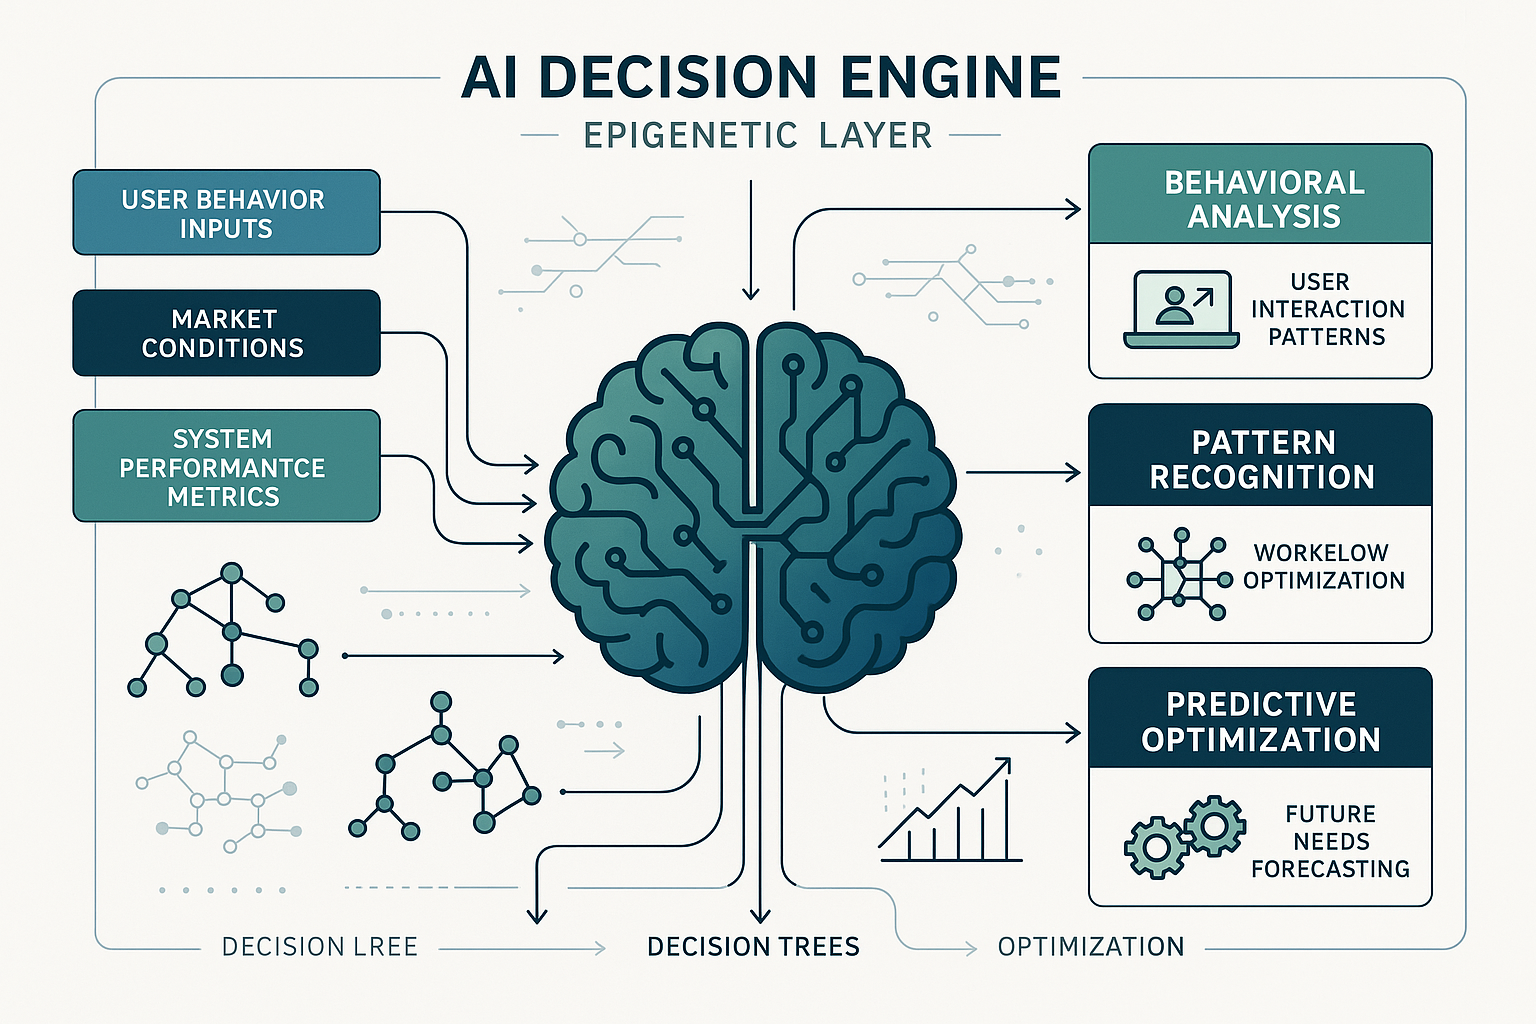 AI DECISION ENGINE
EPIGENETIC LAYER
USER BEHAVIOR
INPUTS
MARKET
CONDITIONS
SYSTEM
PERFORMANTCE
METRICS
BEHAVIORAL
ANALYSIS
USER
INTERACTION
PATTERNS
PATTERN
RECOGNITION
WORKELOW
OPTIMIZATION
PREDICTIVE
OPTIMIZATION
FUTURE
NEEDS
FORECASTING
DECISION LREE
DECISION TREES
OPTIMIZATION